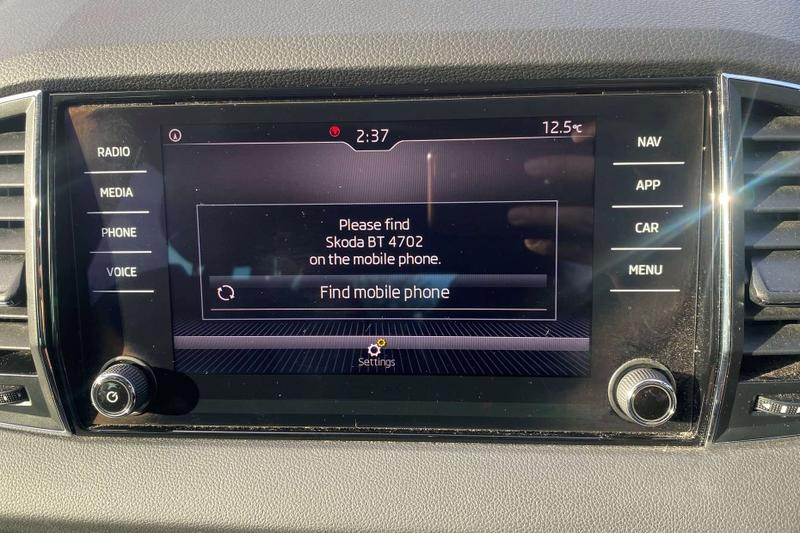 RADIO
MEDIA
PHONE
VOICE
2:37
12.5°C
Please find
Skoda BT 4702
on the mobile phone.
Find mobile phone
Settings
NAV
APP
CAR
MENU